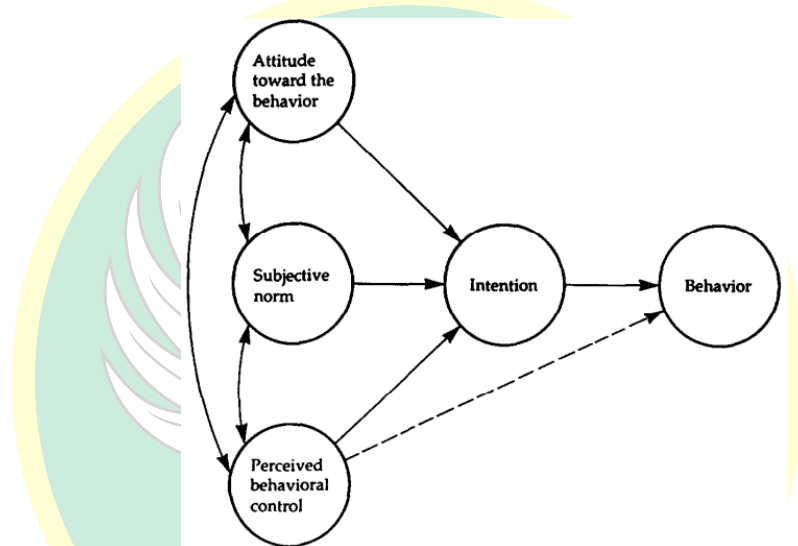 Attitude
toward the
behavior
Subjective
norm
Intention
Behavior
Perceived
behavioral
control